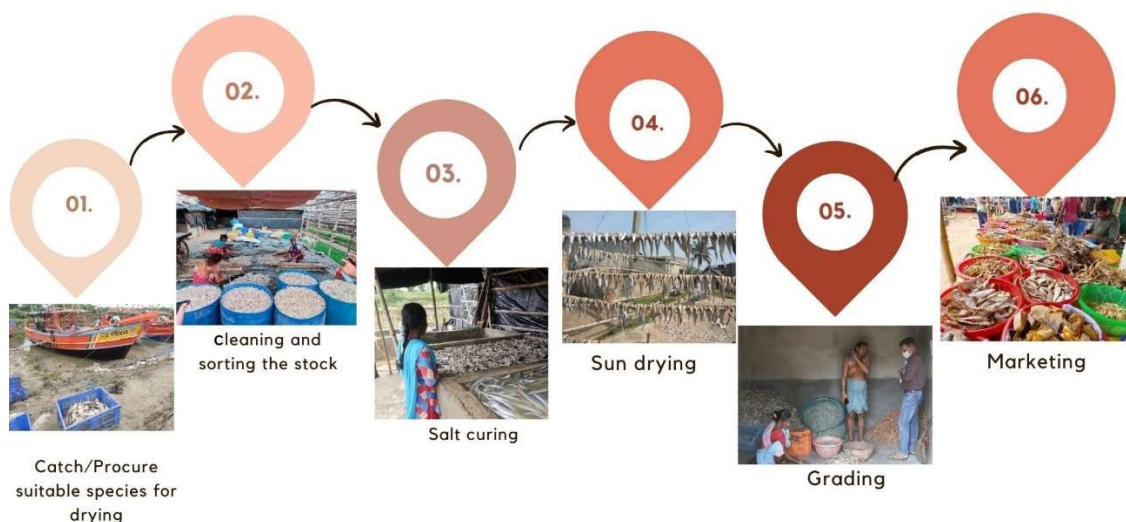 01.
Catch/Procure
suitable species for
drying
02.
Cleaning and
sorting the stock
03.
Salt curing
04.
Sun drying
05.
Grading
06.
Marketing